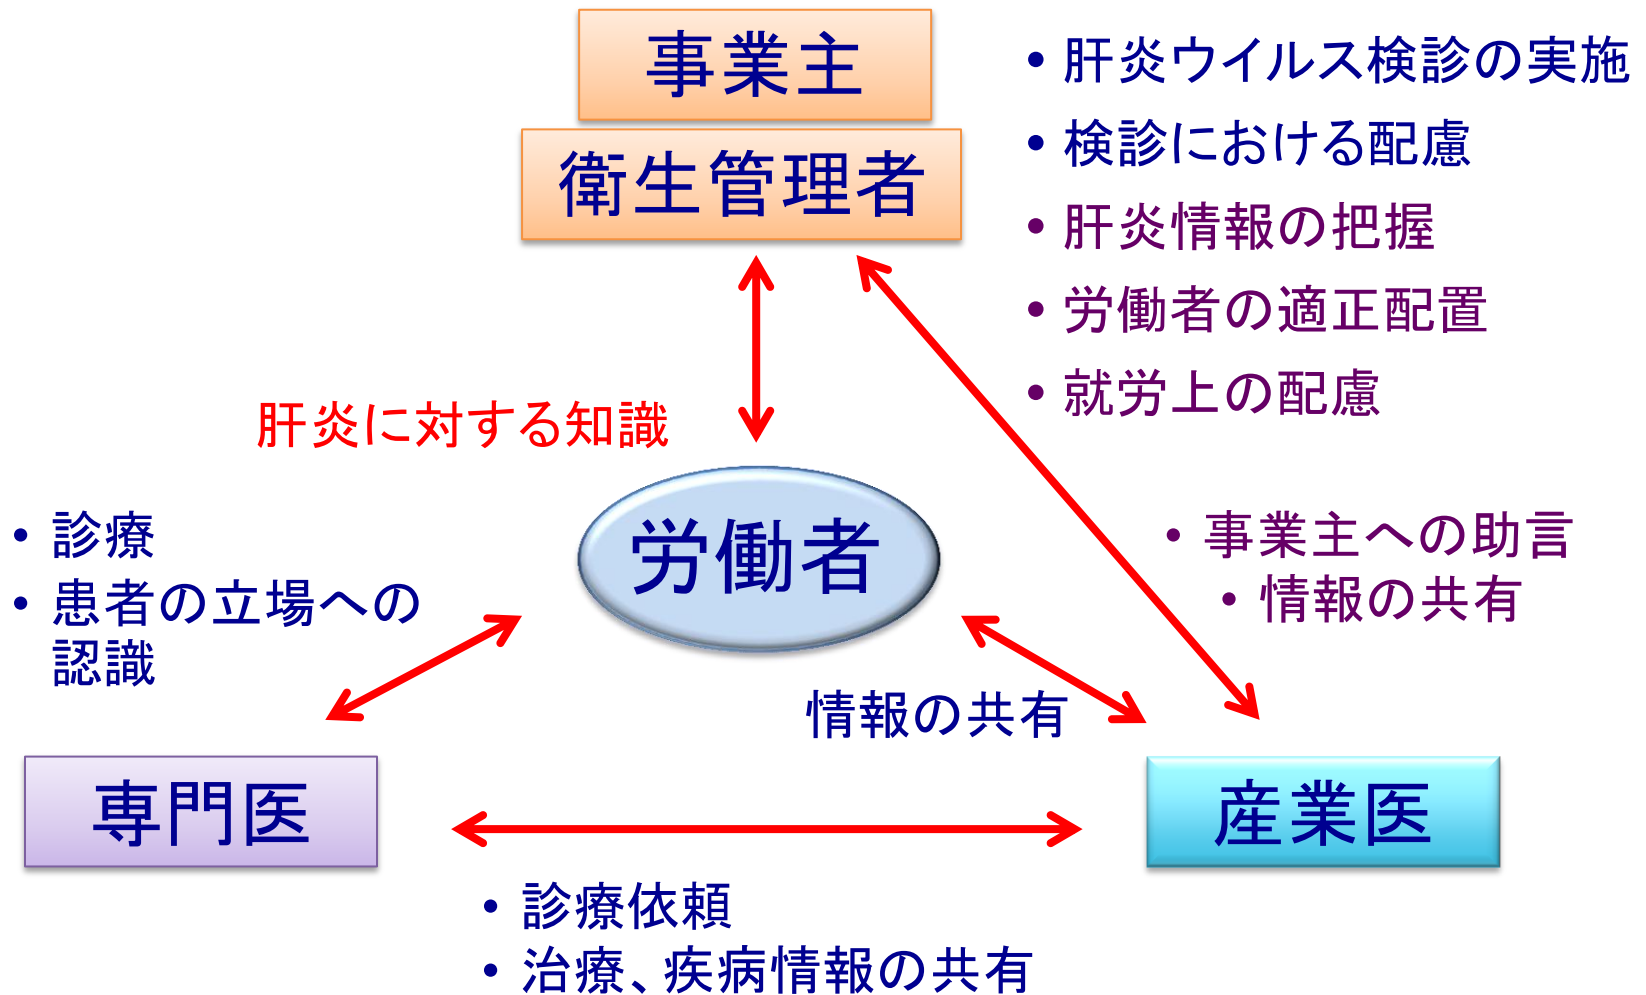 事業主
衛生管理者
• 肝炎ウイルス検診の実施
• 検診における配慮
• 肝炎情報の把握
• 労働者の適正配置
• 就労上の配慮
肝炎に対する知識
労働者
• 診療
• 患者の立場への
認識
• 事業主への助言
• 情報の共有
情報の共有
専門医
産業医
• 診療依頼
• 治療、疾病情報の共有